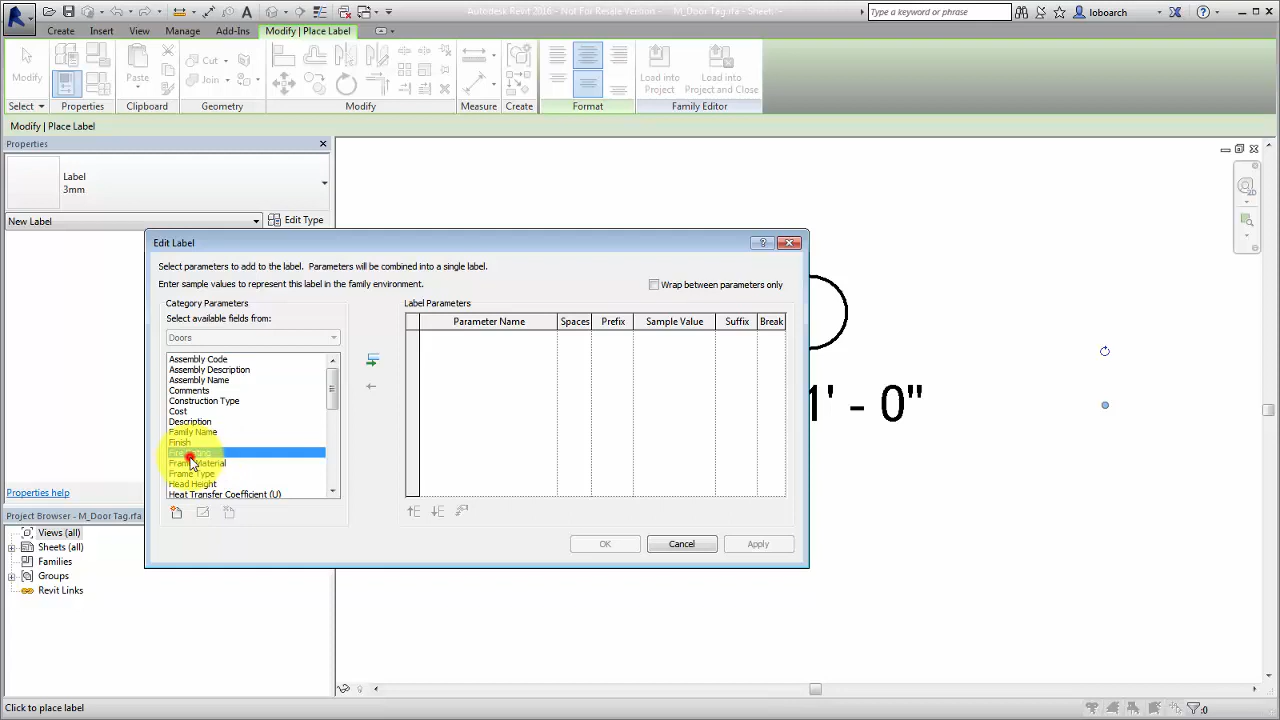 Autodesk Revit 2016 - Not For Resale Version - M_Door Tag.rfa - Sheet:
Type a keyword or phrase
loboarch
Create
Insert
View
Manage
Add-Ins
Modify | Place Label
Modify
Paste
Cut
Join
Load into
Project
Load into
Project and Close
Select
Properties
Clipboard
Geometry
Modify
Measure
Create
Format
Family Editor
Modify | Place Label
Properties
Label
3mm
New Label
Edit Type
Edit Label
Select parameters to add to the label. Parameters will be combined into a single label.
Enter sample values to represent this label in the family environment.
Wrap between parameters only
Category Parameters
Label Parameters
Select available fields from:
Doors
Parameter Name
Spaces
Prefix
Sample Value
Suffix
Break
Assembly Code
Assembly Description
Assembly Name
Comments
Construction Type
Cost
Description
Family Name
Finish
Fire Rating
Frame Material
Frame Type
Head Height
Heat Transfer Coefficient (U)
OK
Cancel
Apply
1' - 0"
2D
Properties help
Project Browser - M_Door Tag.rfa
Views (all)
Sheets (all)
Families
Groups
Revit Links
Click to place label
:0